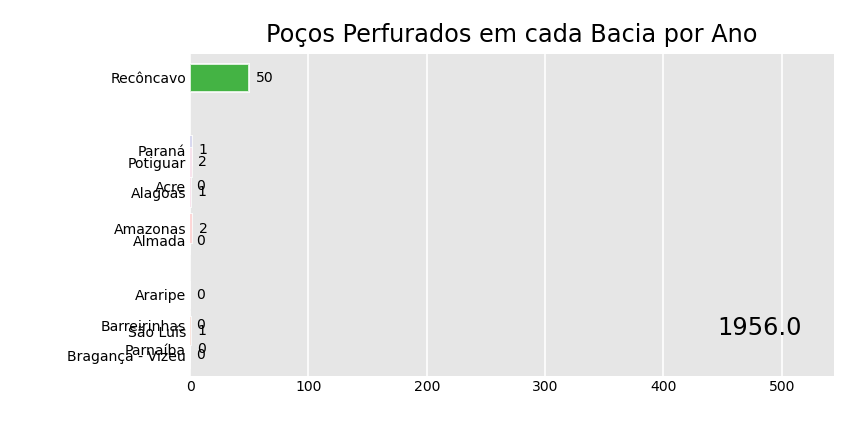 Poços Perfurados em cada Bacia por Ano
Recôncavo 50
Paraná 1
Potiguar 2
Acre 0
Alagoas 1
Amazonas 2
Almada 0
Araripe 0
Barreirinhas 0
São Luís 1
1956.0
Parnaíba 0
Bragança - Vizeu 0
0 100 200 300 400 500